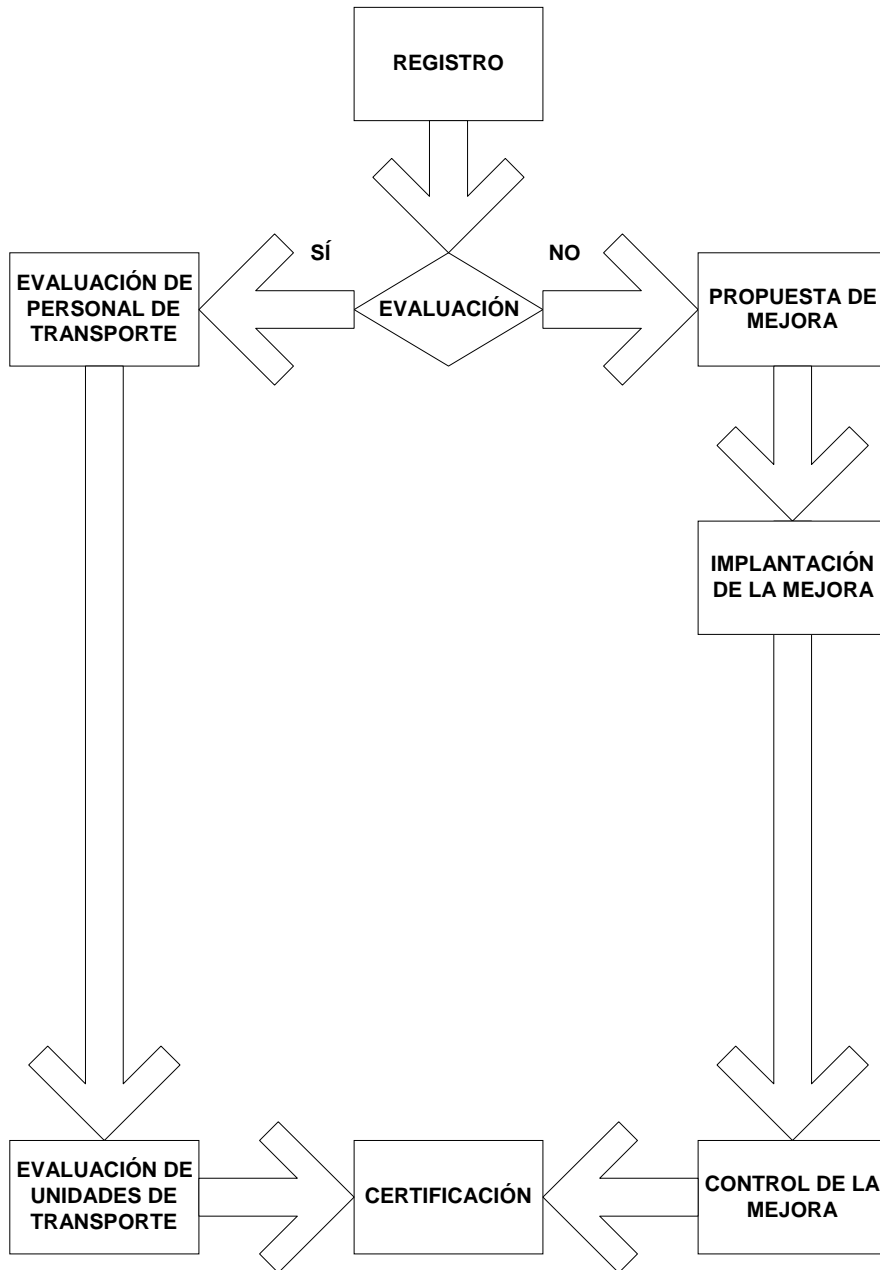 REGISTRO
SÍ
NO
EVALUACIÓN DE
PERSONAL DE
TRANSPORTE
EVALUACIÓN
PROPUESTA DE
MEJORA
IMPLANTACIÓN
DE LA MEJORA
EVALUACIÓN DE
UNIDADES DE
TRANSPORTE
CERTIFICACIÓN
CONTROL DE LA
MEJORA